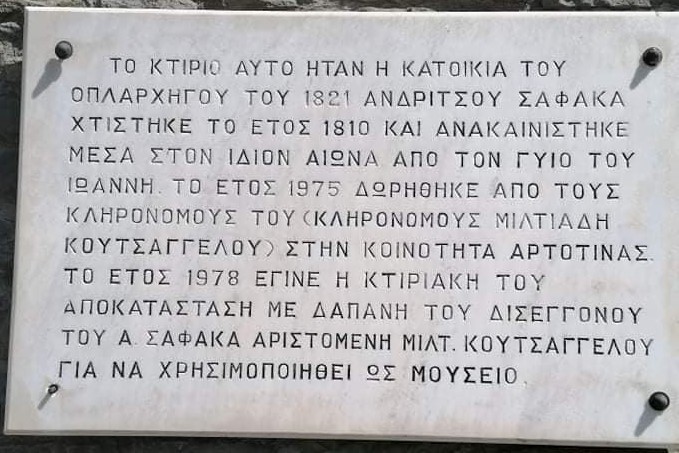 ΤΟ ΚΤΙΡΙΟ ΑΥΤΟ ΗΤΑΝ Η ΚΑΤΟΙΚΙΑ ΤΟΥ
ΟΠΛΑΡΧΗΓΟΥ ΤΟΥ 1821 ΑΝΔΡΙΤΣΟΥ ΣΑΦΑΚΑ
ΧΤΙΣΤΗΚΕ ΤΟ ΕΤΟΣ 1810 ΚΑΙ ΑΝΑΚΑΙΝΙΣΤΗΚΕ
ΜΕΣΑ ΣΤΟΝ ΙΔΙΟΝ ΑΙΩΝΑ ΑΠΟ ΤΟΝ ΓΥΙΟ ΤΟΥ
ΙΩΑΝΝΗ. ΤΟ ΕΤΟΣ 1975 ΔΩΡΗΘΗΚΕ ΑΠΟ ΤΟΥΣ
ΚΛΗΡΟΝΟΜΟΥΣ ΤΟΥ (ΚΛΗΡΟΝΟΜΟΥΣ ΜΙΛΤΙΑΔΗ
ΚΟΥΤΣΑΓΓΕΛΟΥ) ΣΤΗΝ ΚΟΙΝΟΤΗΤΑ ΑΡΤΟΤΙΝΑΣ.
ΤΟ ΕΤΟΣ 1978 ΕΓΙΝΕ Η ΚΤΙΡΙΑΚΗ ΤΟΥ
ΑΠΟΚΑΤΑΣΤΑΣΗ ΜΕ ΔΑΠΑΝΗ ΤΟΥ ΔΙΣΕΓΓΟΝΟΥ
ΤΟΥ Α. ΣΑΦΑΚΑ ΑΡΙΣΤΟΜΕΝΗ ΜΙΛΤ. ΚΟΥΤΣΑΓΓΕΛΟΥ
ΓΙΑ ΝΑ ΧΡΗΣΙΜΟΠΟΙΗΘΕΙ ΩΣ ΜΟΥΣΕΙΟ.